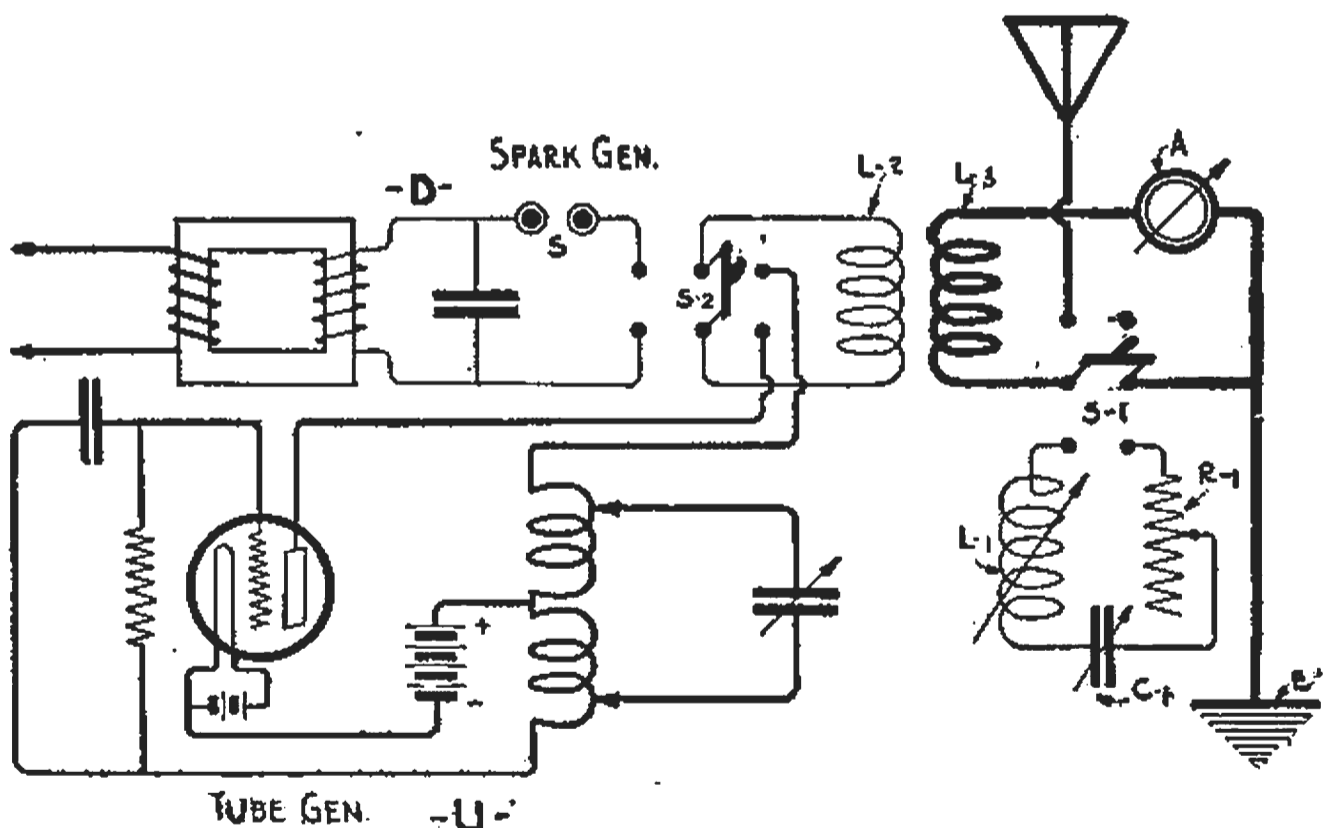 SPARK GEN.
-D-
S
S-2
L-2
L-3
A
S-1
R-1
L-1
C-1
E
+
-
TUBE GEN. -U-